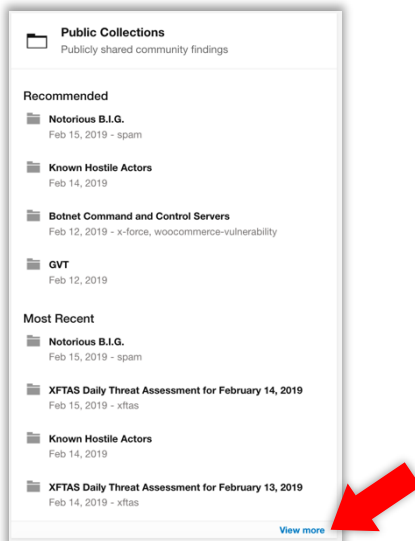 Public Collections
Publicly shared community findings
Recommended
Notorious B.I.G.
Feb 15, 2019 - spam
Known Hostile Actors
Feb 14, 2019
Botnet Command and Control Servers
Feb 12, 2019 - x-force, woocommerce-vulnerability
GVT
Feb 12, 2019
Most Recent
Notorious B.I.G.
Feb 15, 2019 - spam
XFTAS Daily Threat Assessment for February 14, 2019
Feb 15, 2019 - xftas
Known Hostile Actors
Feb 14, 2019
XFTAS Daily Threat Assessment for February 13, 2019
Feb 14, 2019 - xftas
View more